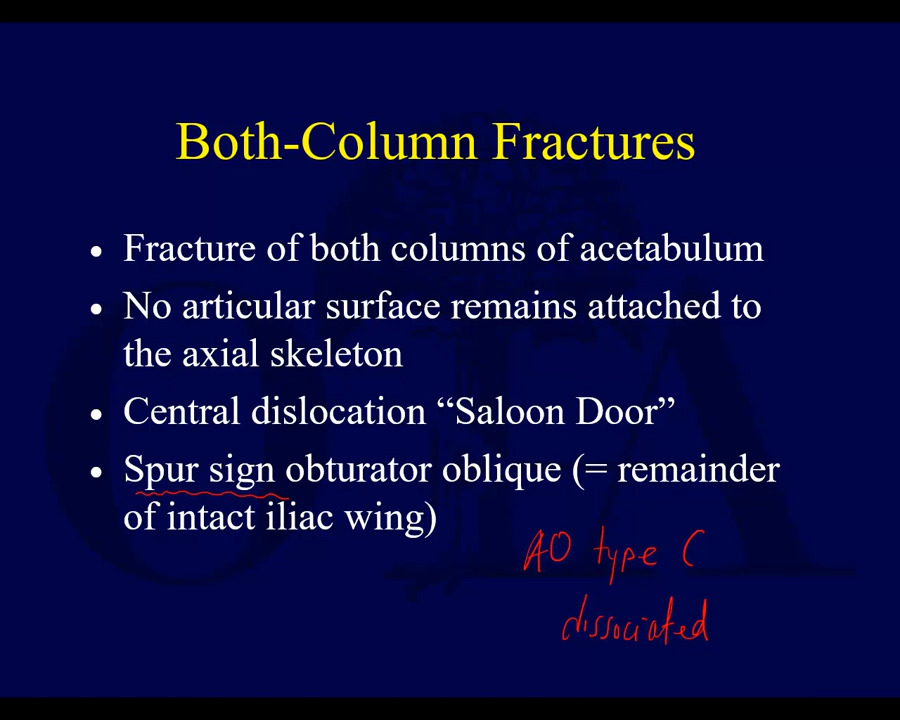 Both-Column Fractures
• Fracture of both columns of acetabulum
• No articular surface remains attached to
the axial skeleton
• Central dislocation “Saloon Door”
• Spur sign obturator oblique (= remainder
of intact iliac wing)
AO type C
dissociated
OTA